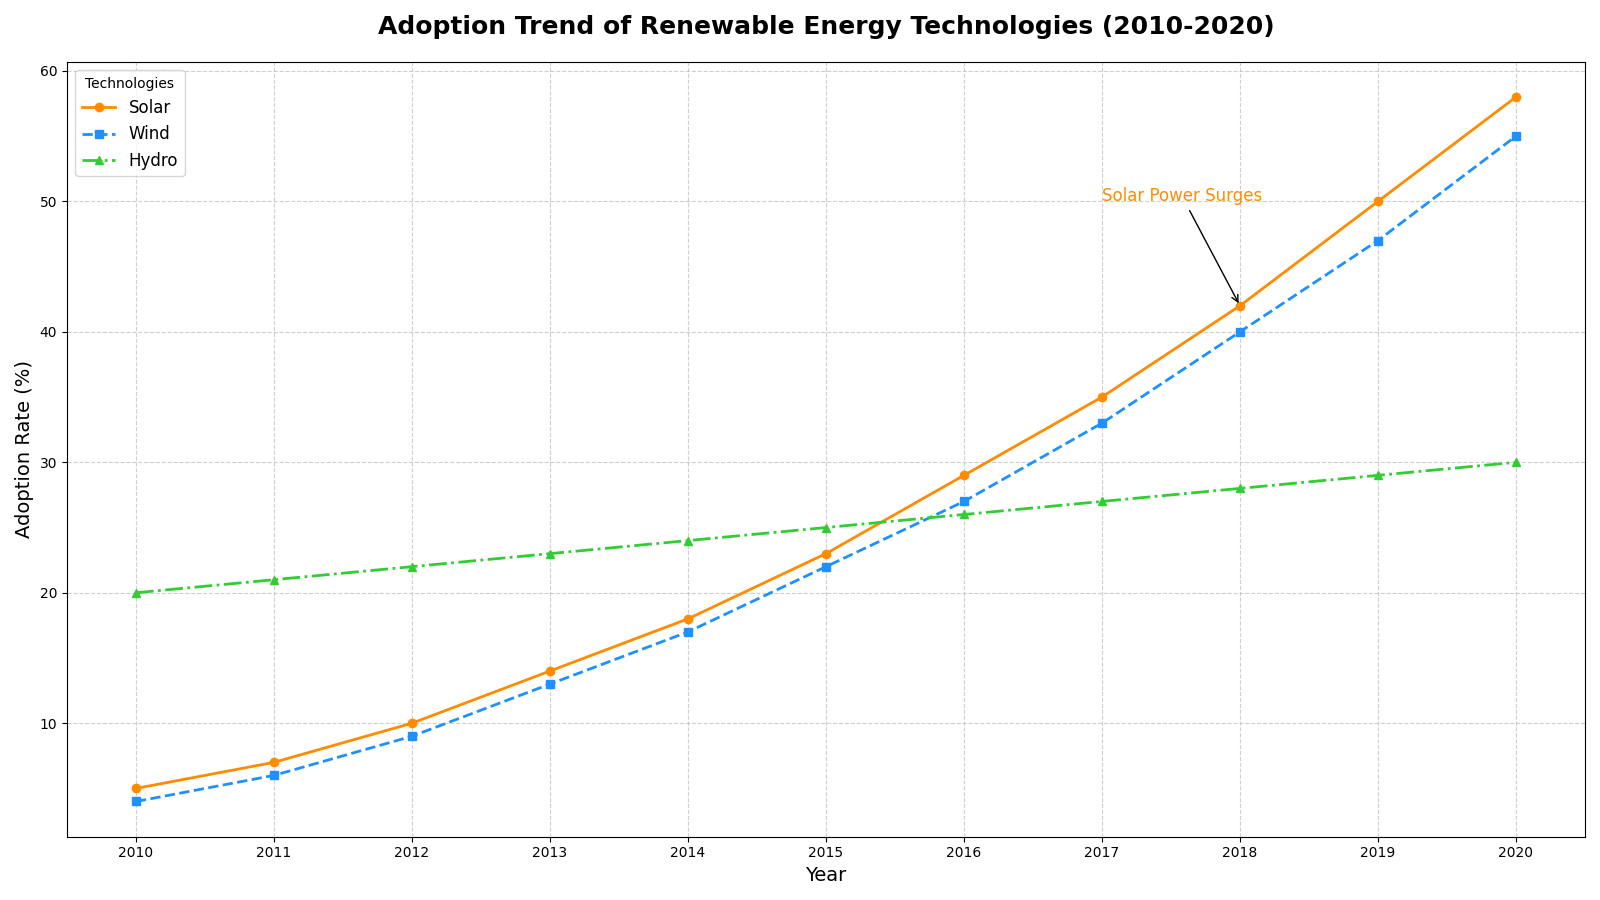 Adoption Trend of Renewable Energy Technologies (2010-2020)
Technologies
Solar
Wind
Hydro
Solar Power Surges
Adoption Rate (%)
60
50
40
30
20
10
2010
2011
2012
2013
2014
2015
2016
2017
2018
2019
2020
Year